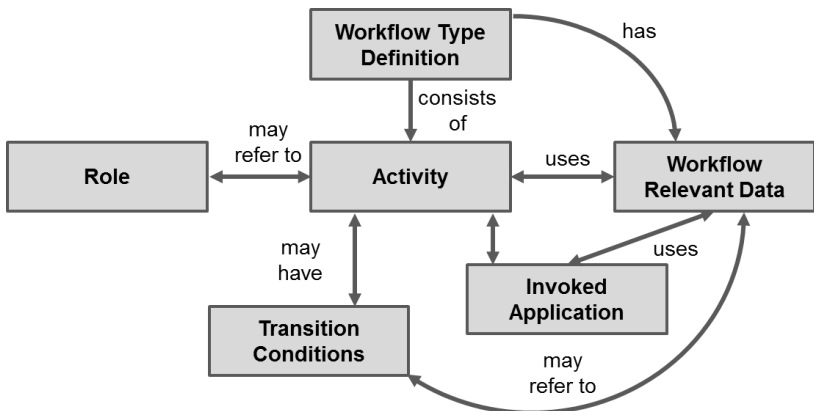 Workflow Type
Definition
has
consists
of
may
refer to
Role
Activity
uses
Workflow
Relevant Data
may
have
uses
Invoked
Application
Transition
Conditions
may
refer to